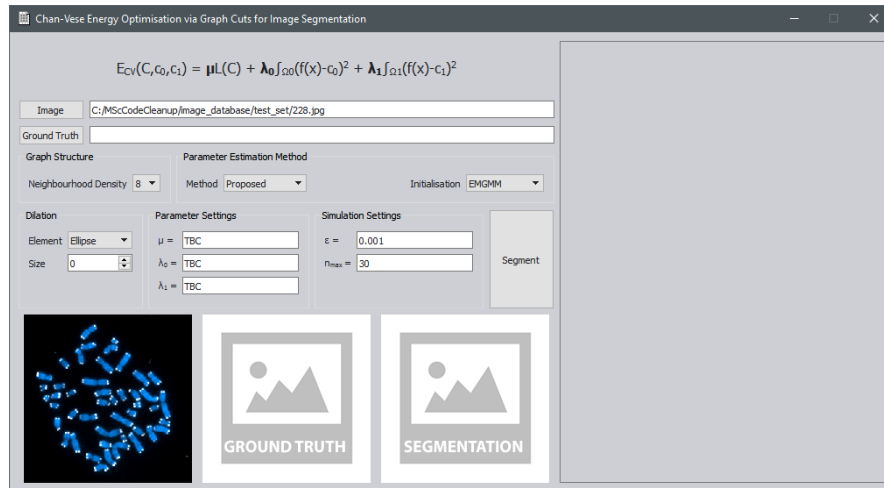 Chan-Vese Energy Optimisation via Graph Cuts for Image Segmentation
E_CV(C,c₀,c₁) = μL(C) + λ₀∫_Ω0(f(x)-c₀)² + λ₁∫_Ω1(f(x)-c₁)²
Image C:/MScCodeCleanup/image_database/test_set/228.jpg
Ground Truth
Graph Structure Parameter Estimation Method
Neighbourhood Density 8 Method Proposed Initialisation EMGMM
Dilation Parameter Settings Simulation Settings
Element Ellipse μ = TBC ε = 0.001
Size 0 λ₀ = TBC n_max = 30 Segment
λ₁ = TBC
GROUND TRUTH SEGMENTATION